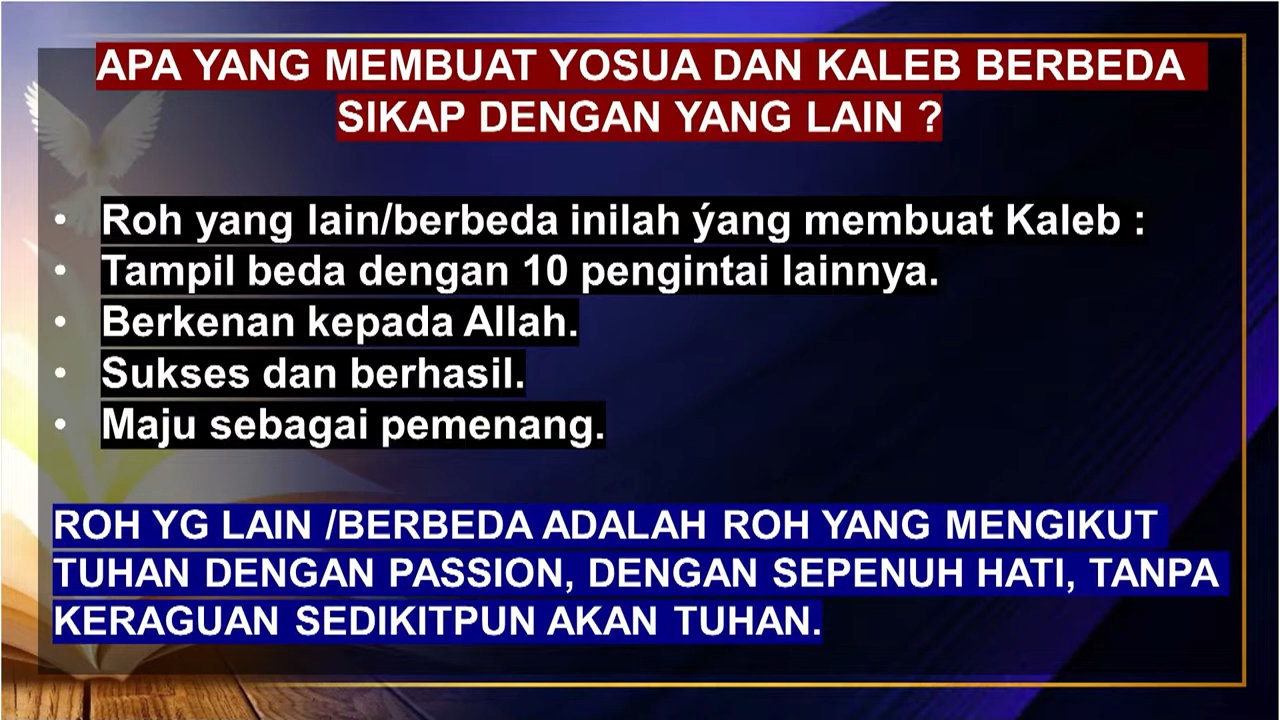 APA YANG MEMBUAT YOSUA DAN KALEB BERBEDA
SIKAP DENGAN YANG LAIN ?
• Roh yang lain/berbeda inilah ýang membuat Kaleb :
• Tampil beda dengan 10 pengintai lainnya.
• Berkenan kepada Allah.
• Sukses dan berhasil.
• Maju sebagai pemenang.
ROH YG LAIN /BERBEDA ADALAH ROH YANG MENGIKUT
TUHAN DENGAN PASSION, DENGAN SEPENUH HATI, TANPA
KERAGUAN SEDIKITPUN AKAN TUHAN.